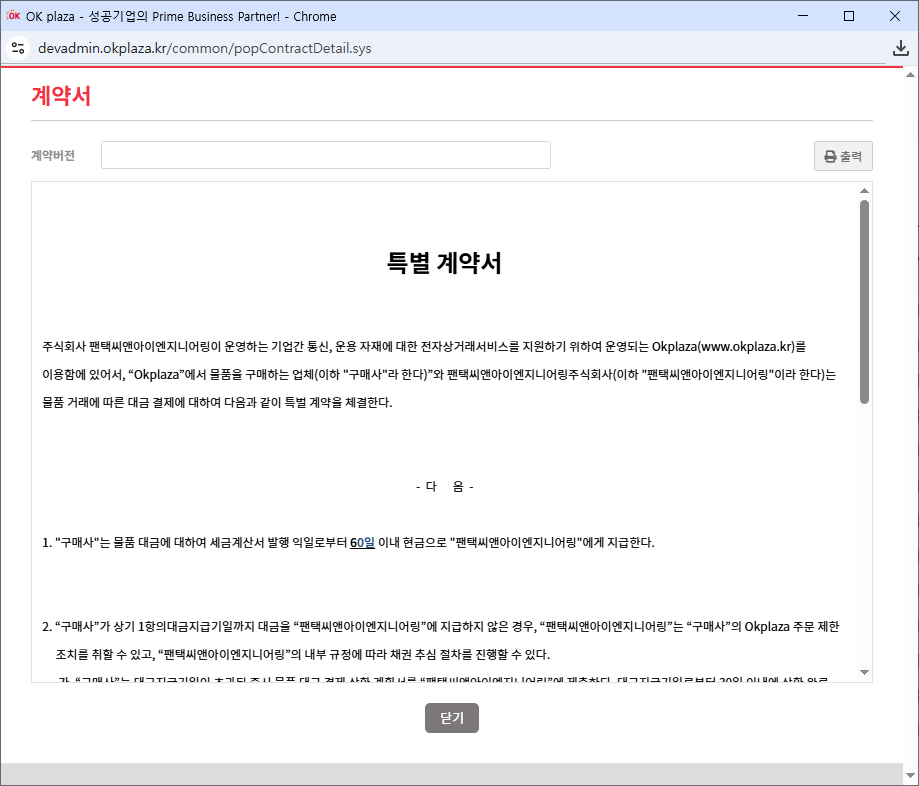 OK plaza - 성공기업의 Prime Business Partner! - Chrome
devadmin.okplaza.kr/common/popContractDetail.sys
계약서
계약버전
출력
특별 계약서
주식회사 팬택씨앤아이엔지니어링이 운영하는 기업간 통신, 운용 자재에 대한 전자상거래서비스를 지원하기 위하여 운영되는 Okplaza(www.okplaza.kr)를
이용함에 있어서, “Okplaza”에서 물품을 구매하는 업체(이하 "구매사"라 한다)”와 팬택씨앤아이엔지니어링주식회사(이하 "팬택씨앤아이엔지니어링"이라 한다)는
물품 거래에 따른 대금 결제에 대하여 다음과 같이 특벌 계약을 체결한다.
- 다 음 -
1. "구매사"는 물품 대금에 대하여 세금계산서 발행 익일로부터 60일 이내 현금으로 "팬택씨앤아이엔지니어링"에게 지급한다.
2. “구매사”가 상기 1항의대금지급기일까지 대금을 “팬택씨앤아이엔지니어링”에 지급하지 않은 경우, “팬택씨앤아이엔지니어링”는 “구매사”의 Okplaza 주문 제한
조치를 취할 수 있고, “팬택씨앤아이엔지니어링”의 내부 규정에 따라 채권 추심 절차를 진행할 수 있다.
가. “구매사”는 대금지급기일이 초과된 즉시 물품 대금 결제 상환 계획서를 “팬택씨앤아이엔지니어링”에 제출한다. 대금지급기일로부터 30일 이내에 상환 완료
닫기